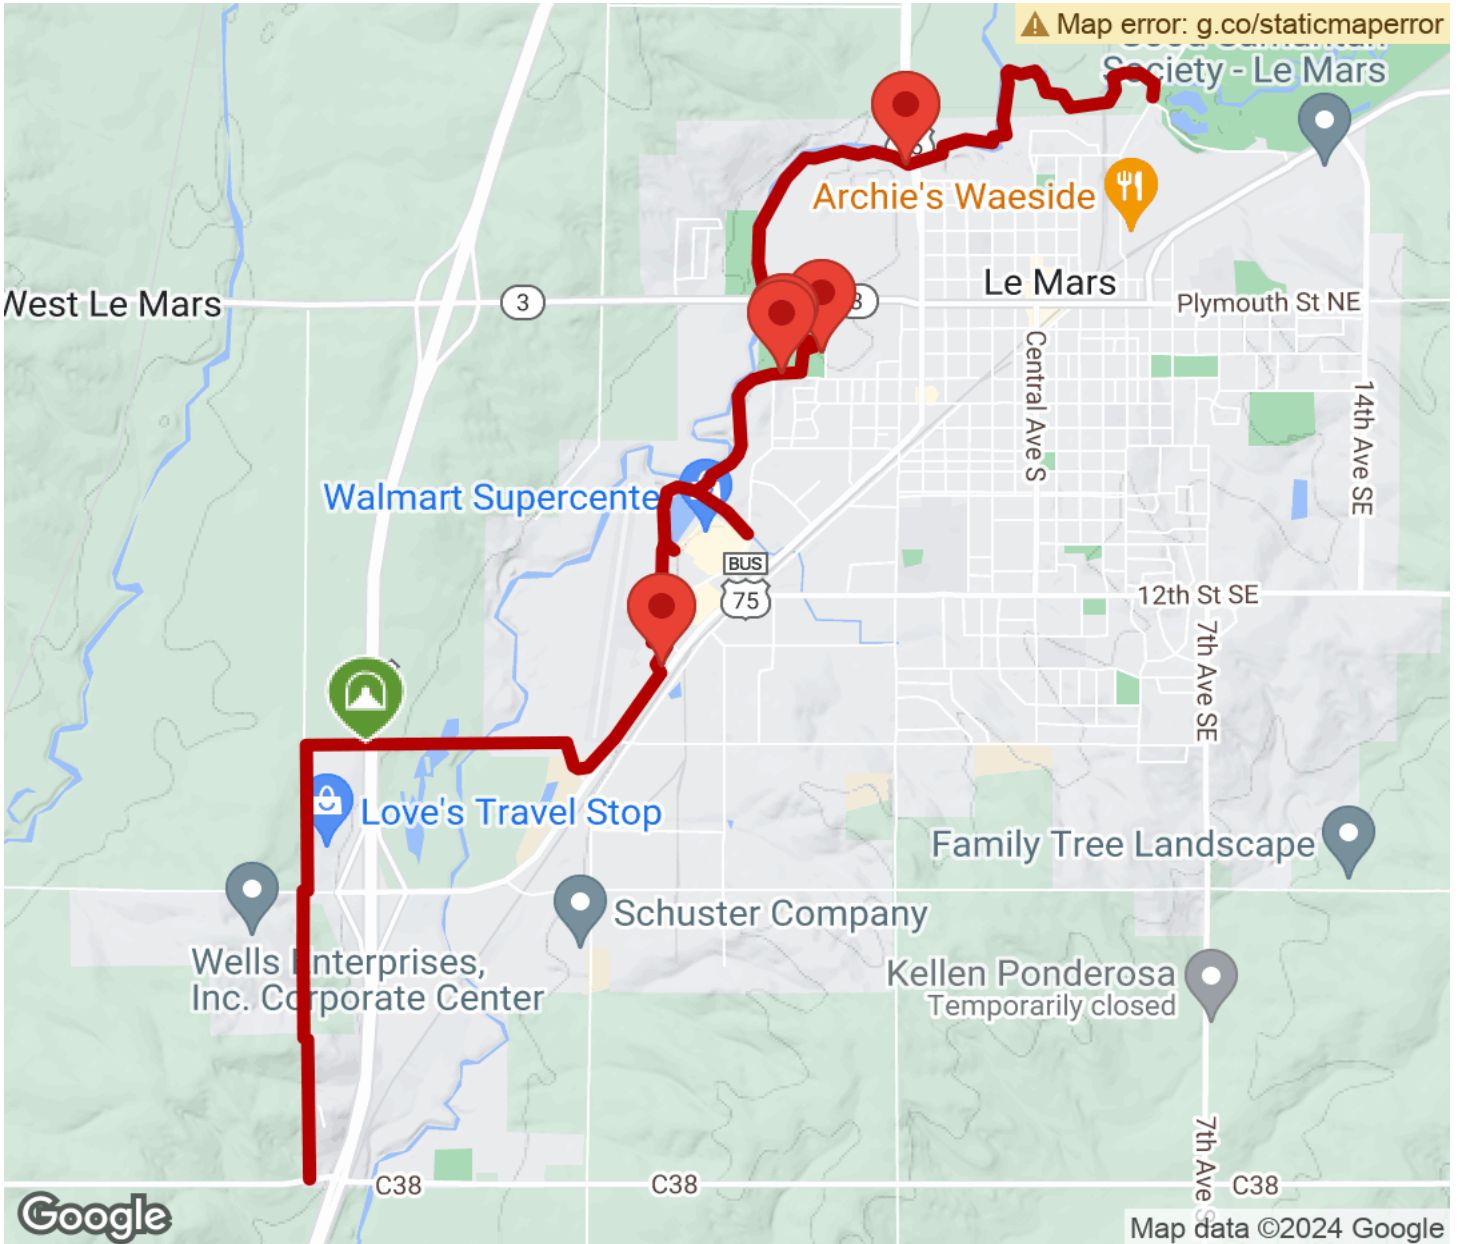 Map error: g.co/staticmaperror
Society - Le Mars
Archie's Waeside
Le Mars
West Le Mars
3
3
Plymouth St NE
Central Ave S
14th Ave SE
Walmart Supercente
BUS
75
12th St SE
7th Ave SE
Love's Travel Stop
Family Tree Landscape
Schuster Company
Wells Enterprises,
Inc. Corporate Center
Kellen Ponderosa
Temporarily closed
7th Ave S
C38
C38
C38
Google
Map data ©2024 Google